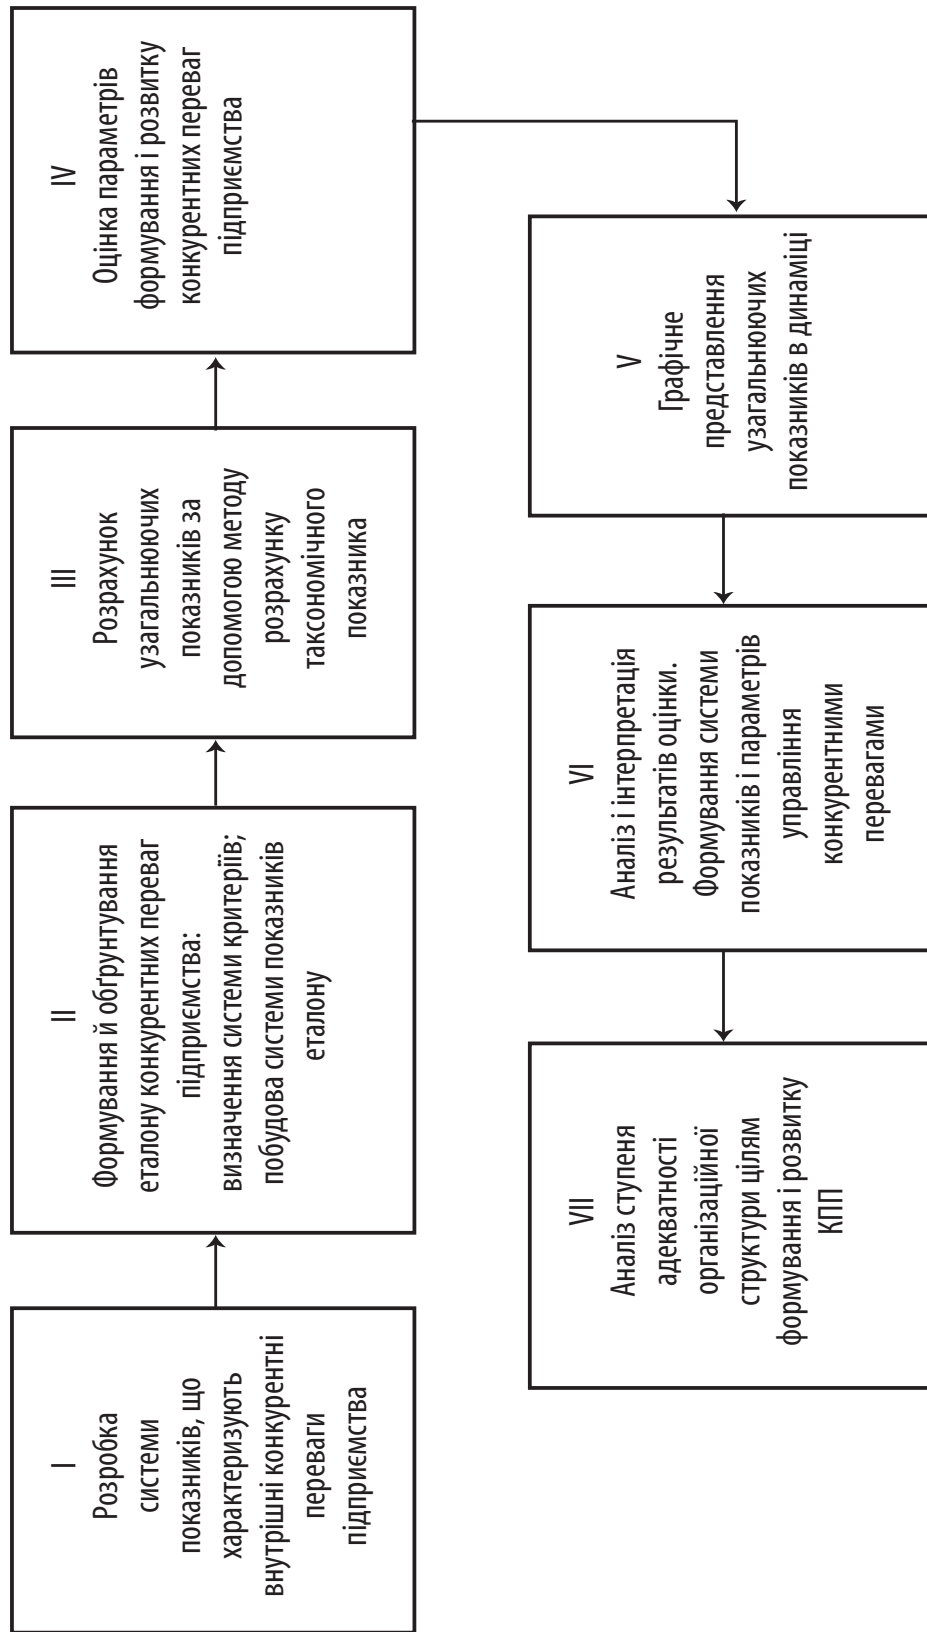 I
Розробка
системи
показників, що
характеризують
внутрішні конкурентні
переваги
підприємства
II
Формування й обґрунтування
еталону конкурентних переваг
підприємства:
визначення системи критеріїв;
побудова системи показників
еталону
III
Розрахунок
узагальнюючих
показників за
допомогою методу
розрахунку
таксономічного
показника
IV
Оцінка параметрів
формування і розвитку
конкурентних переваг
підприємства
V
Графічне
представлення
узагальнюючих
показників в динаміці
VI
Аналіз і інтерпретація
результатів оцінки.
Формування системи
показників і параметрів
управління
конкурентними
перевагами
VII
Аналіз ступеня
адекватності
організаційної
структури цілям
формування і розвитку
КПП